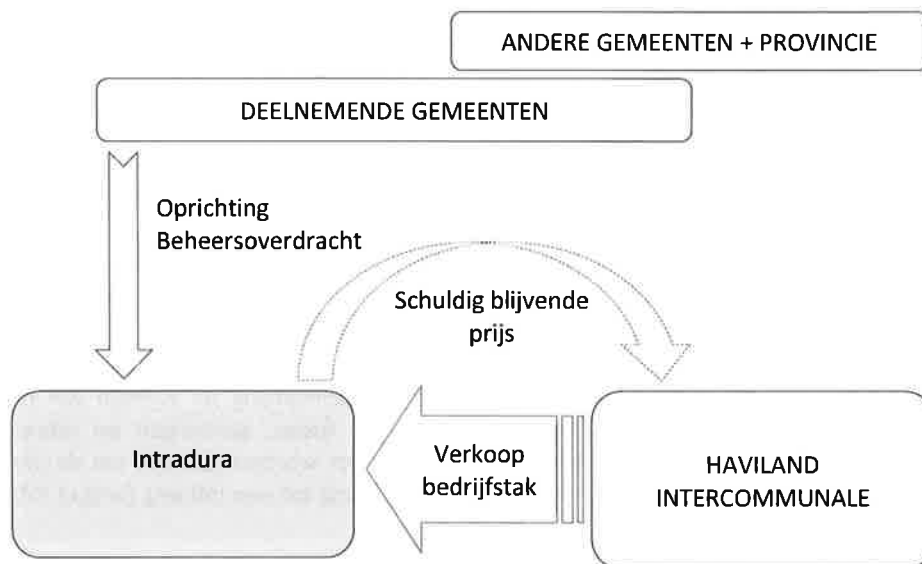 ANDERE GEMEENTEN + PROVINCIE
DEELNEMENDE GEMEENTEN
Oprichting
Beheersoverdracht
Schuldig blijvende
prijs
Intradura
Verkoop
bedrijfstak
HAVILAND
INTERCOMMUNALE